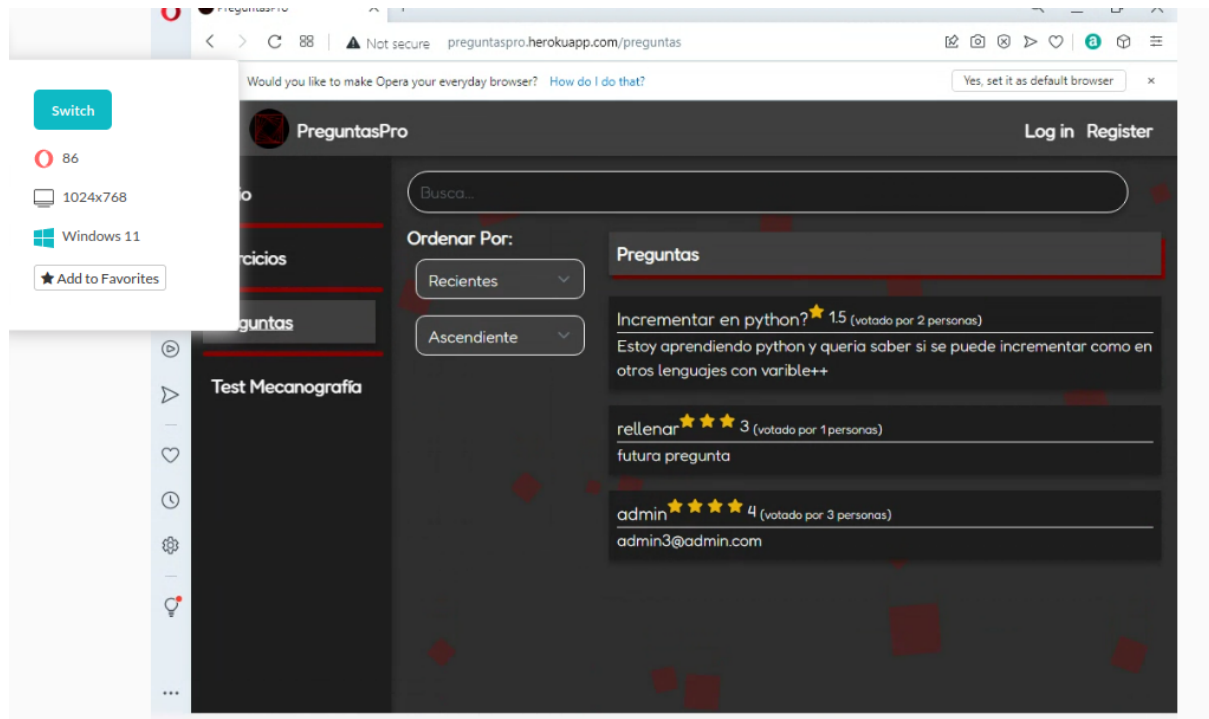 PreguntasPro
Not secure preguntaspro.herokuapp.com/preguntas
Would you like to make Opera your everyday browser? How do I do that? Yes, set it as default browser
Switch
86
1024x768
Windows 11
Add to Favorites
PreguntasPro
Log in Register
Busca...
Ordenar Por:
Recientes
Ascendiente
Test Mecanografía
Preguntas
Incrementar en python? 1.5 (votado por 2 personas)
Estoy aprendiendo python y queria saber si se puede incrementar como en
otros lenguajes con varible++
rellenar 3 (votado por 1 personas)
futura pregunta
admin 4 (votado por 3 personas)
admin3@admin.com